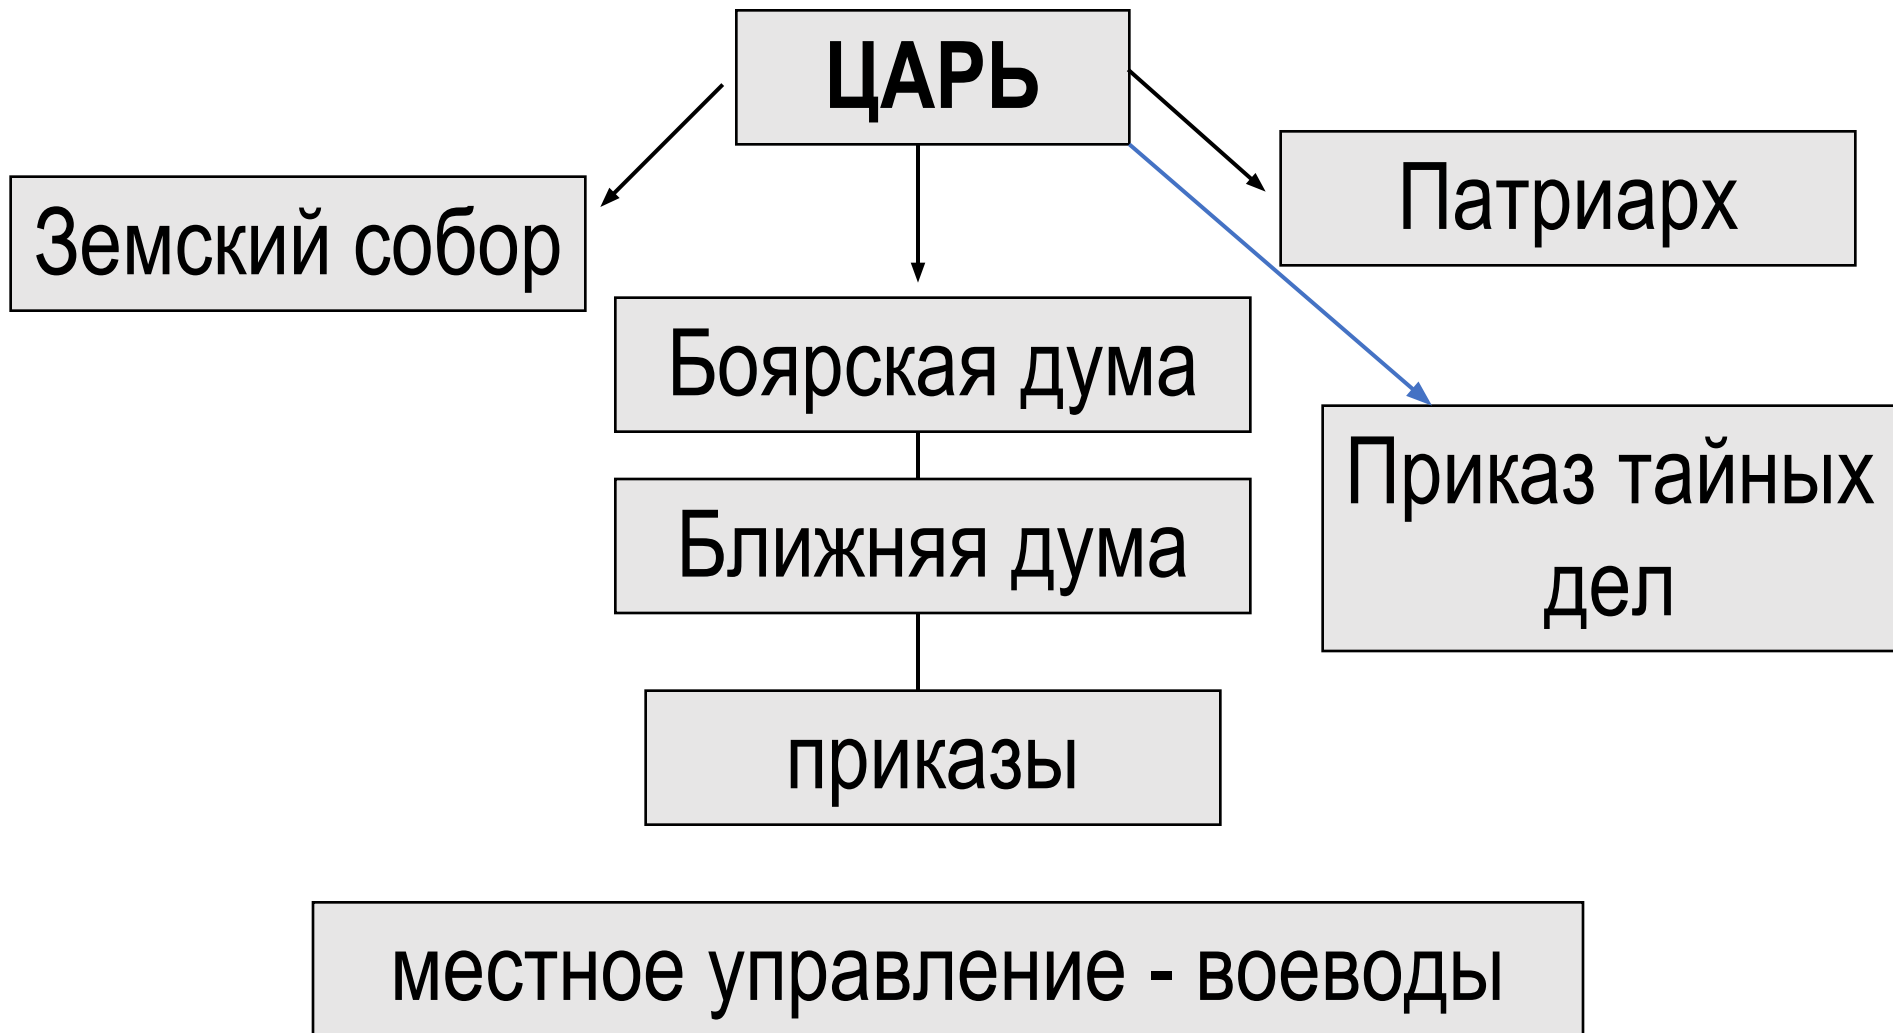 ЦАРЬ
Земский собор
Патриарх
Боярская дума
Ближняя дума
Приказ тайных
дел
приказы
местное управление - воеводы